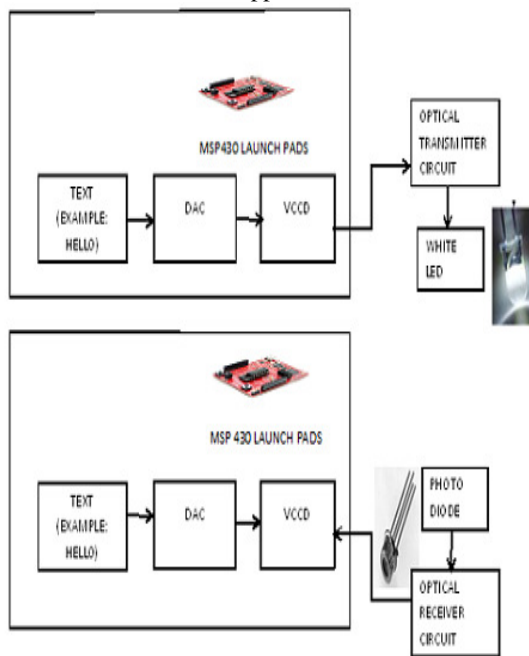 MSP430 LAUNCH PADS
OPTICAL
TRANSMITTER
CIRCUIT
TEXT
(EXAMPLE:
HELLO)
DAC
VCCD
WHITE
LED
MSP 430 LAUNCH PADS
TEXT
(EXAMPLE:
HELLO)
DAC
VCCD
PHOTO
DIODE
OPTICAL
RECEIVER
CIRCUIT